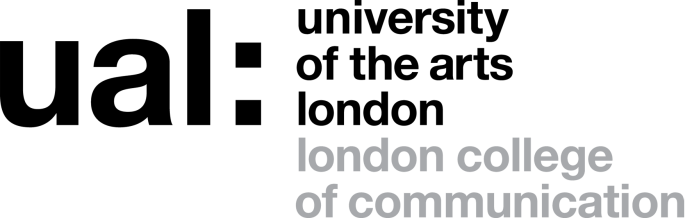 ual:
university
of the arts
london
london college
of communication